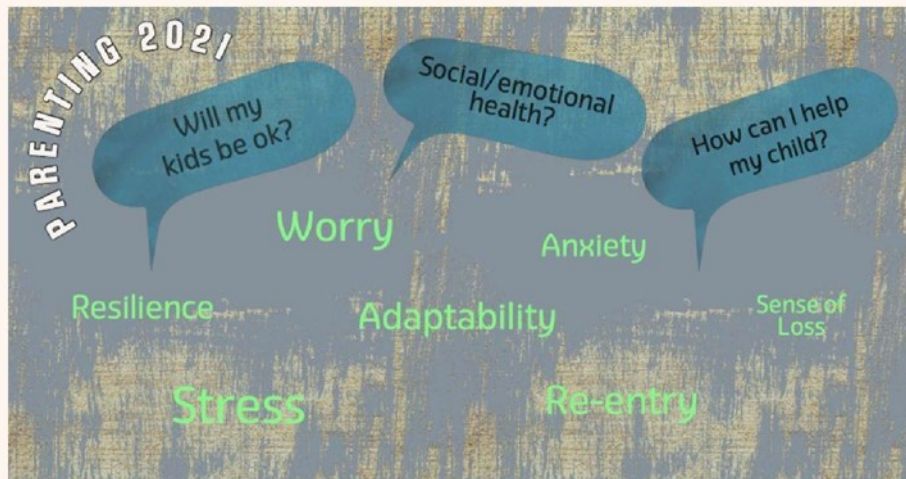 PARENTING 2021
Will my
kids be ok?
Social/emotional
health?
How can I help
my child?
Worry
Anxiety
Resilience
Adaptability
Sense of
Loss
Stress
Re-entry